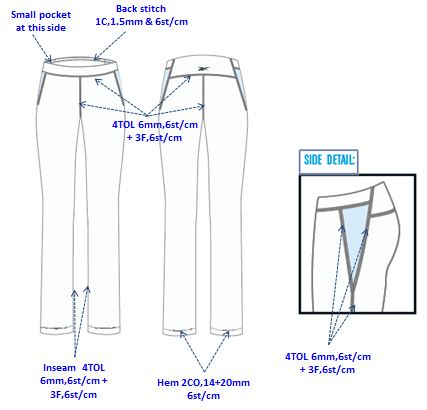 Small pocket
at this side
Back stitch
1C,1.5mm & 6st/cm
4TOL 6mm,6st/cm
+ 3F,6st/cm
SIDE DETAIL:
Inseam 4TOL
6mm,6st/cm +
3F,6st/cm
Hem 2CO,14+20mm
6st/cm
4TOL 6mm,6st/cm
+ 3F,6st/cm